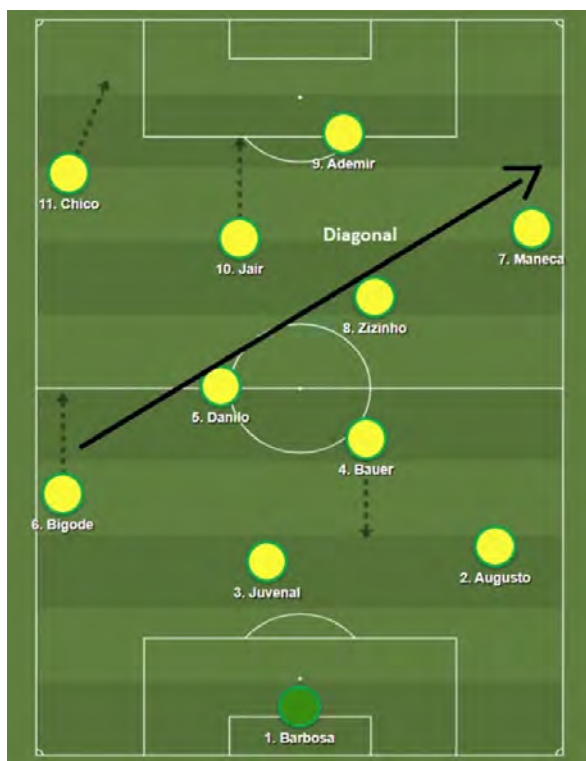 9. Ademir
11. Chico
Diagonal
7. Maneca
10. Jair
8. Zizinho
5. Danilo
4. Bauer
6. Bigode
2. Augusto
3. Juvenal
1. Barbosa